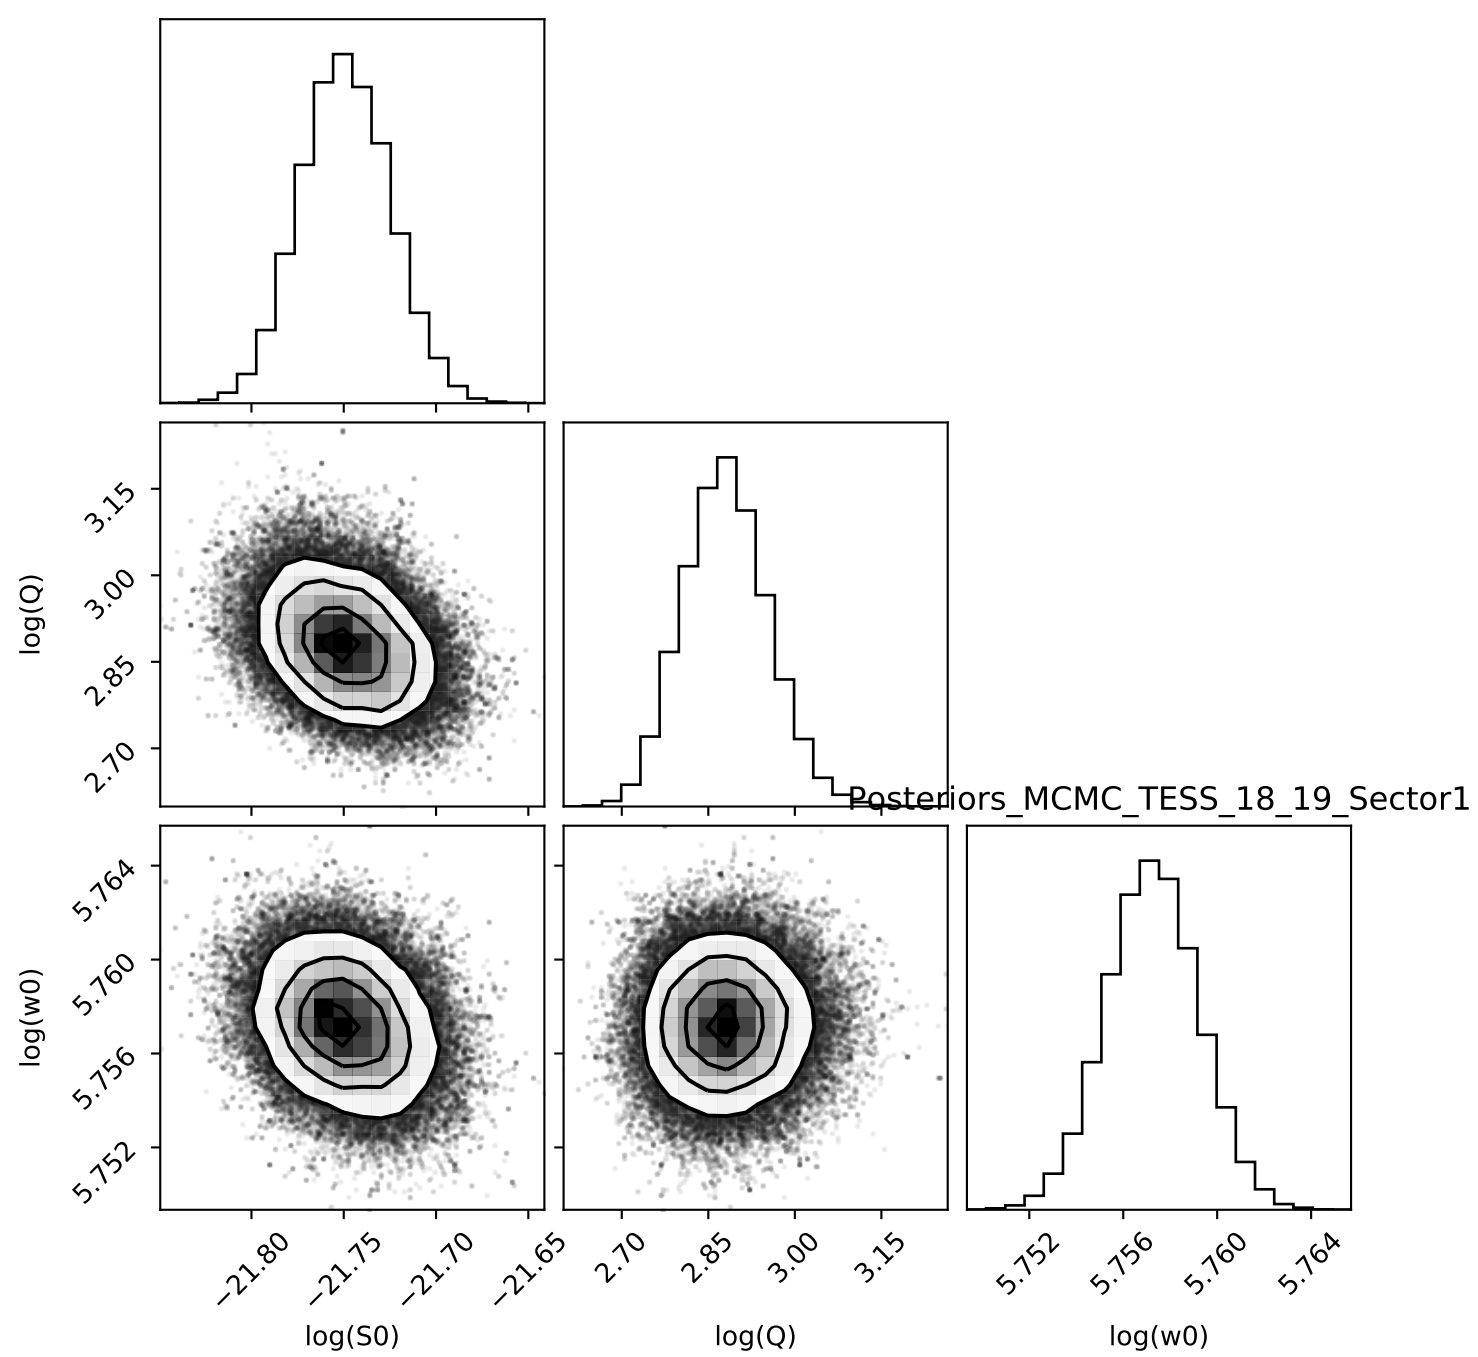 3.15
3.00
2.85
2.70
log(Q)
Posteriors_MCMC_TESS_18_19_Sector1
5.764
5.760
5.756
5.752
log(w0)
−21.80 −21.75 −21.70 −21.65 2.70 2.85 3.00 3.15 5.752 5.756 5.760 5.764
log(S0) log(Q) log(w0)